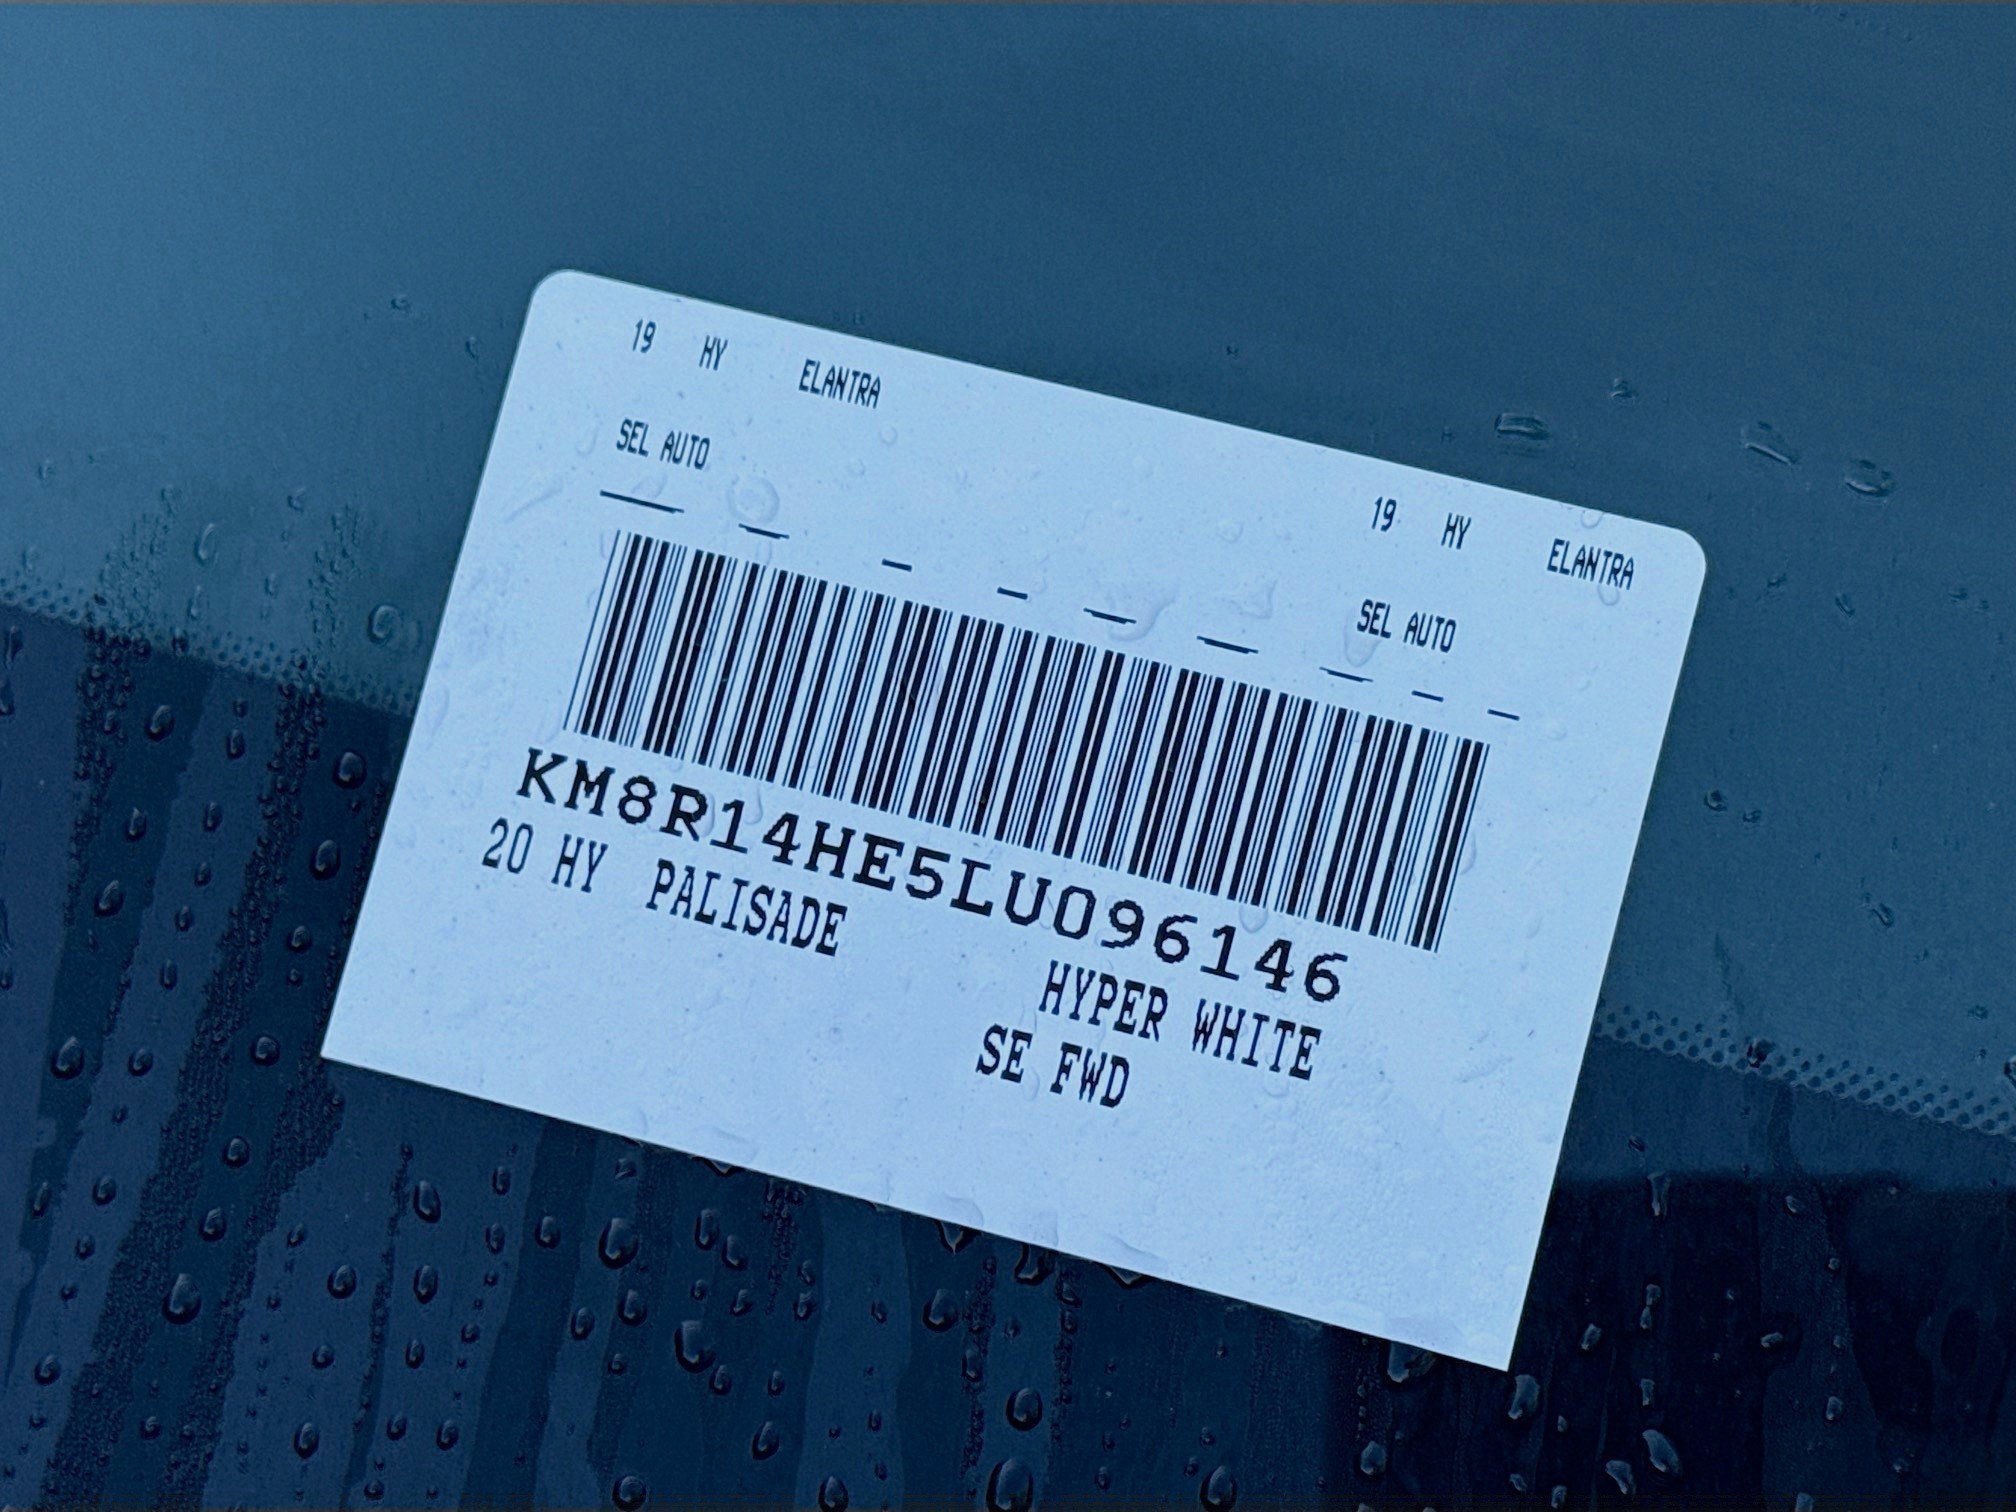 19 HY ELANTRA
SEL AUTO
19 HY ELANTRA
SEL AUTO
KM8R14HE5LU096146
20 HY PALISADE
HYPER WHITE
SE FWD